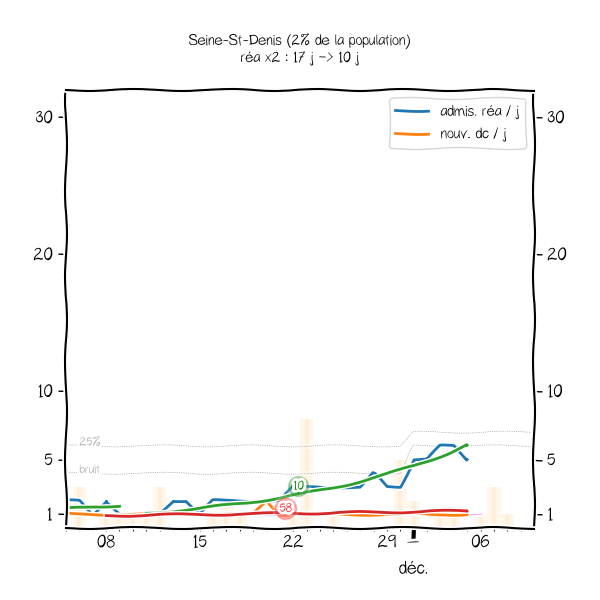 Seine-St-Denis (2% de la population)
réa x2 : 17 j -> 10 j
admis. réa / j
nouv. dc / j
30
30
20
20
10
10
25%
5
5
bruit
10
58
1
1
08 15 22 29 06
déc.